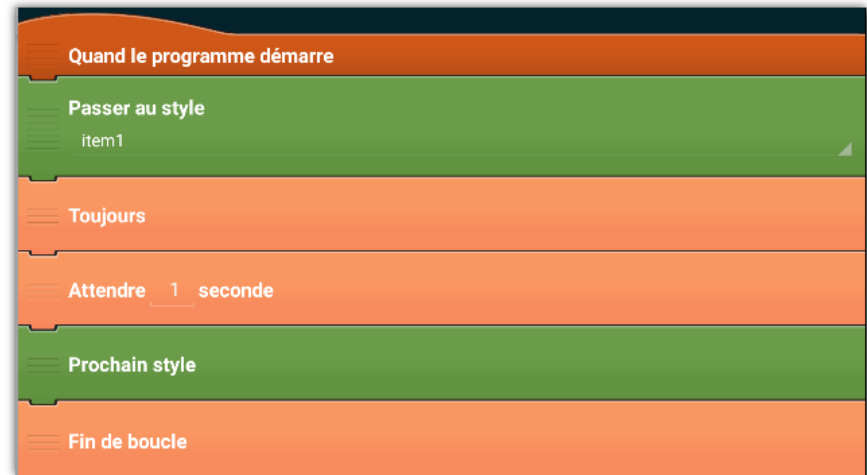 Quand le programme démarre
Passer au style
item1
Toujours
Attendre 1 seconde
Prochain style
Fin de boucle